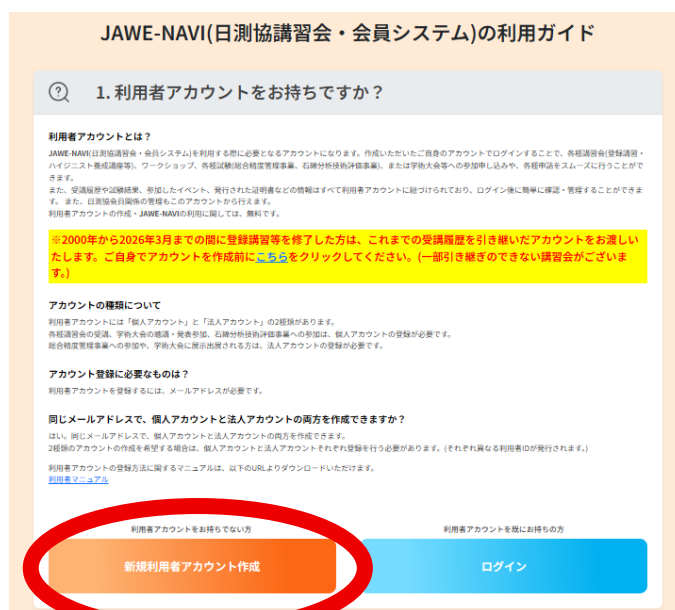 JAWE-NAVI(日測協講習会・会員システム)の利用ガイド
1. 利用者アカウントをお持ちですか？
利用者アカウントとは？
JAWE-NAVI(日測協講習会・会員システム)を利用する際に必要となるアカウントになります。作成いただいたご自身のアカウントでログインすることで、各種講習会(登録講習・
ハイジニスト養成講座等)、ワークショップ、各種試験(総合精度管理事業、石綿分析技術評価事業)、または学術大会等への参加申し込みや、各種申請をスムーズに行うことがで
きます。
また、受講履歴や試験結果、参加したイベント、発行された証明書などの情報はすべて利用者アカウントに紐づけられており、ログイン後に簡単に確認・管理することができま
す。また、日測協会員関係の管理もこのアカウントから行えます。
利用者アカウントの作成・JAWE-NAVIの利用に関しては、無料です。
※2000年から2026年3月までの間に登録講習等を修了した方は、これまでの受講履歴を引き継いだアカウントをお渡しい
たします。ご自身でアカウントを作成前にこちらをクリックしてください。(一部引き継ぎのできない講習会がございま
す。)
アカウントの種類について
利用者アカウントには「個人アカウント」と「法人アカウント」の2種類があります。
各種講習会の受講、学術大会の聴講・発表参加、石綿分析技術評価事業への参加は、個人アカウントの登録が必要です。
総合精度管理事業への参加や、学術大会に展示出展される方は、法人アカウントの登録が必要です。
アカウント登録に必要なものは？
利用者アカウントを登録するには、メールアドレスが必要です。
同じメールアドレスで、個人アカウントと法人アカウントの両方を作成できますか？
はい。同じメールアドレスで、個人アカウントと法人アカウントの両方を作成できます。
2種類のアカウントの作成を希望する場合は、個人アカウントと法人アカウントそれぞれ登録を行う必要があります。(それぞれ異なる利用者IDが発行されます。)
利用者アカウントの登録方法に関するマニュアルは、以下のURLよりダウンロードいただけます。
利用者マニュアル
利用者アカウントをお持ちでない方
新規利用者アカウント作成
利用者アカウントを既にお持ちの方
ログイン